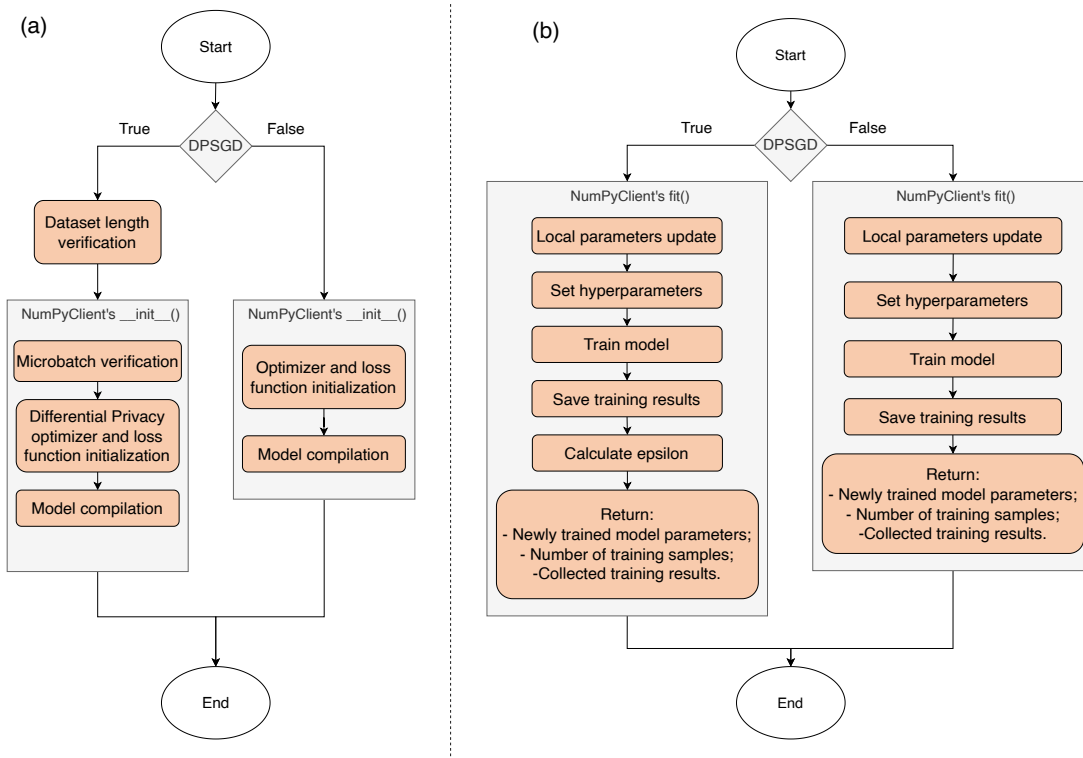 (a)
Start
True
False
DPSGD
Dataset length
verification
NumPyClient's __init__()
Microbatch verification
Differential Privacy
optimizer and loss
function initialization
Model compilation
NumPyClient's __init__()
Optimizer and loss
function initialization
Model compilation
End
(b)
Start
True
False
DPSGD
NumPyClient's fit()
Local parameters update
Set hyperparameters
Train model
Save training results
Calculate epsilon
Return:
- Newly trained model parameters;
- Number of training samples;
-Collected training results.
NumPyClient's fit()
Local parameters update
Set hyperparameters
Train model
Save training results
Return:
- Newly trained model parameters;
- Number of training samples;
-Collected training results.
End